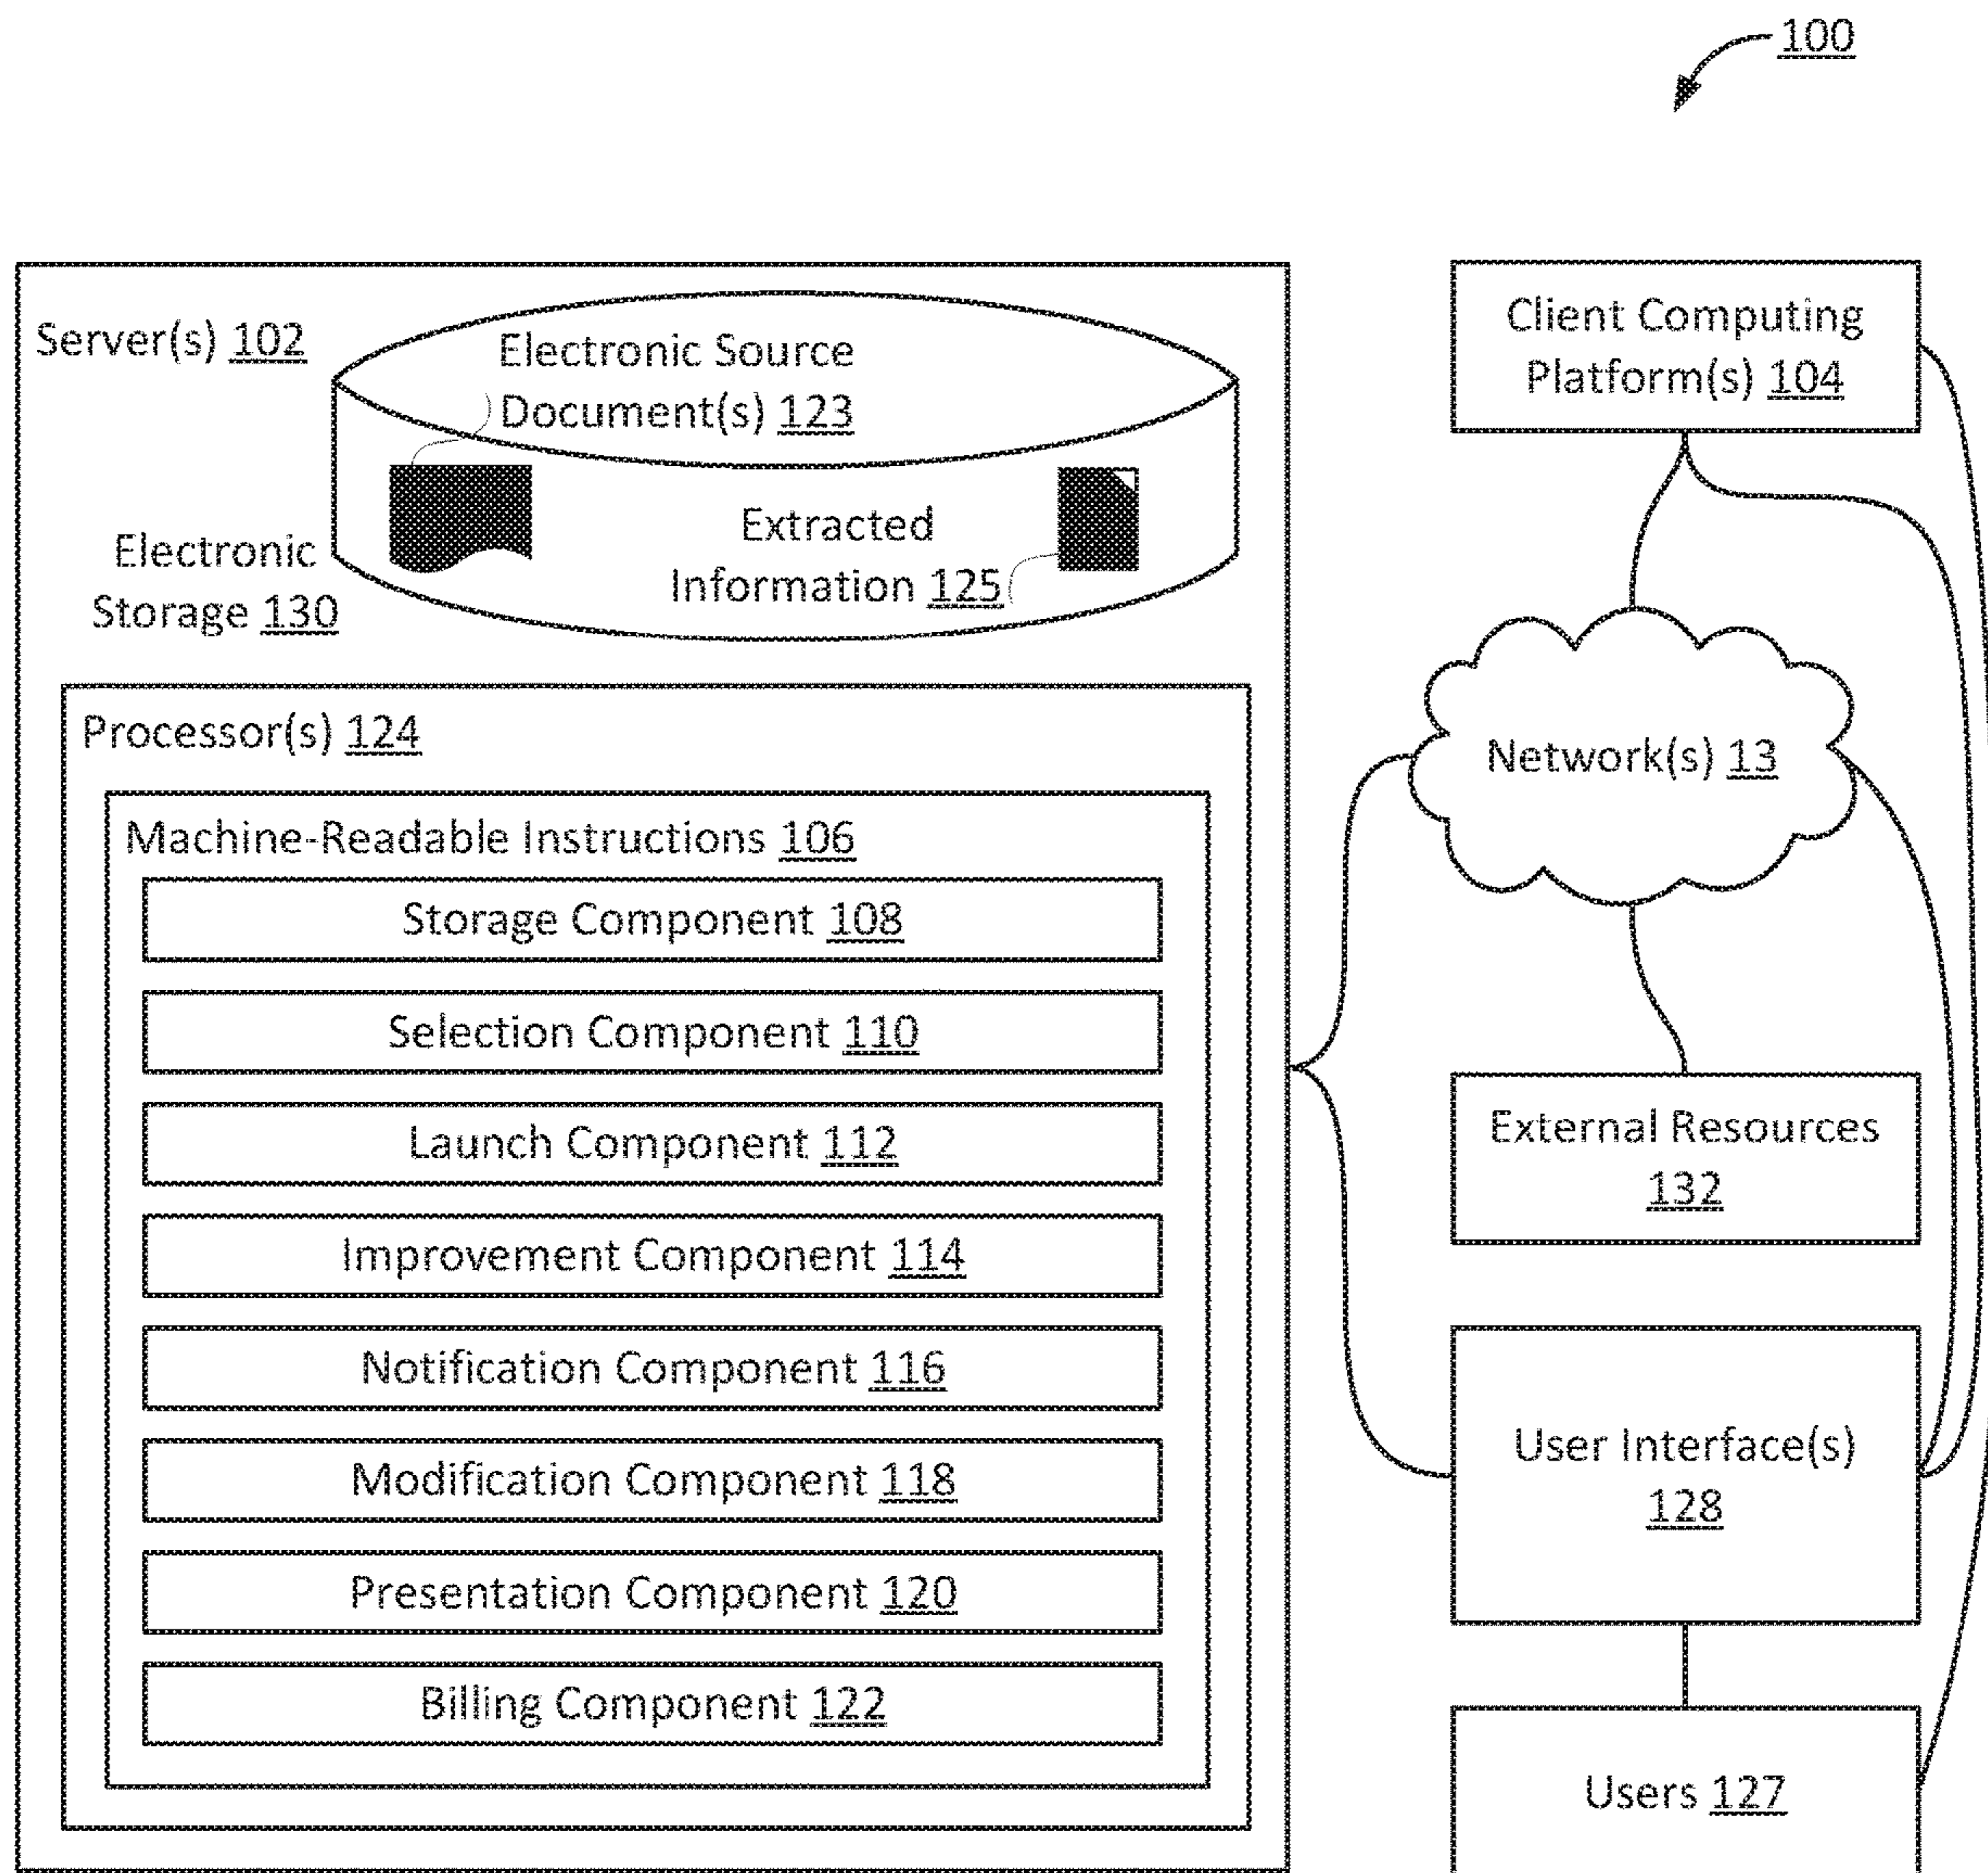 100
Server(s) 102
Electronic Source
Document(s) 123
Extracted
Information 125
Electronic
Storage 130
Processor(s) 124
Machine-Readable Instructions 106
Storage Component 108
Selection Component 110
Launch Component 112
Improvement Component 114
Notification Component 116
Modification Component 118
Presentation Component 120
Billing Component 122
Client Computing
Platform(s) 104
Network(s) 13
External Resources
132
User Interface(s)
128
Users 127